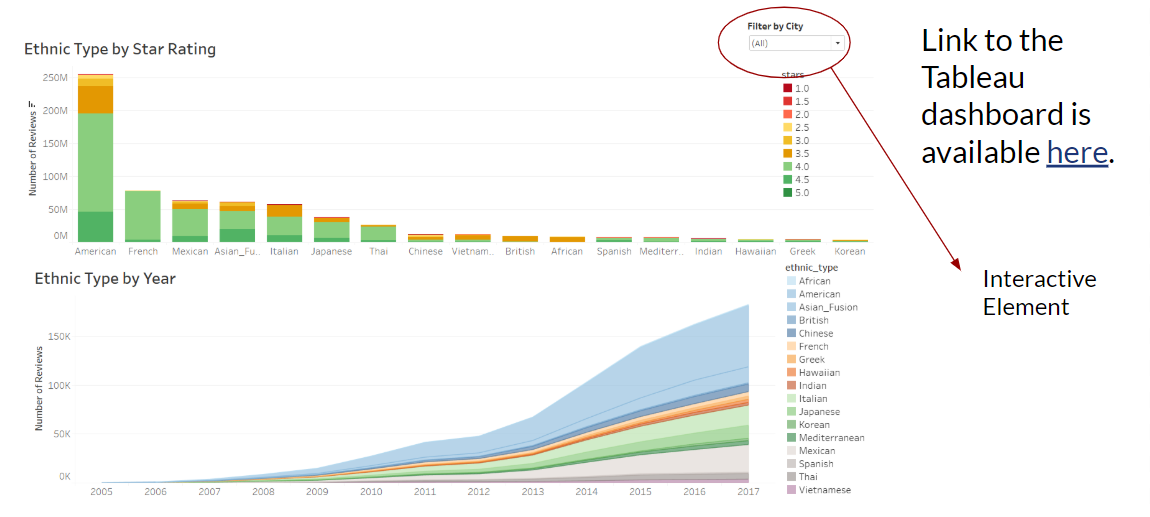 Filter by City
(All)
Link to the
Tableau
dashboard is
available here.
Ethnic Type by Star Rating
stars
1.0
1.5
2.0
2.5
3.0
3.5
4.0
4.5
5.0
Number of Reviews
250M
200M
150M
100M
50M
0M
American French Mexican Asian_Fu.. Italian Japanese Thai Chinese Vietnam.. British African Spanish Mediterr.. Indian Hawaiian Greek Korean
Interactive
Element
Ethnic Type by Year
ethnic_type
African
American
Asian_Fusion
British
Chinese
French
Greek
Hawaiian
Indian
Italian
Japanese
Korean
Mediterranean
Mexican
Spanish
Thai
Vietnamese
Number of Reviews
150K
100K
50K
0K
2005 2006 2007 2008 2009 2010 2011 2012 2013 2014 2015 2016 2017